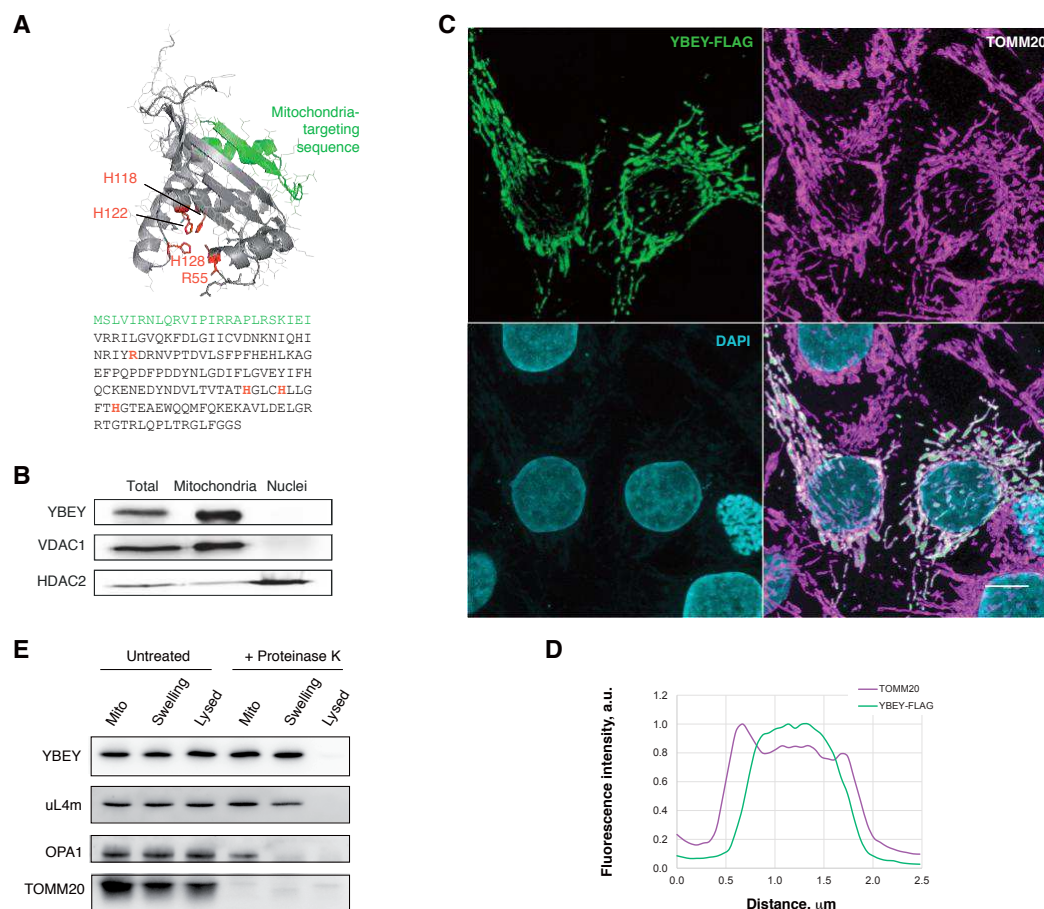 A
Mitochondria-
targeting
sequence
H118
H122
H128
R55
MSLVIRNLQRVIPIRRAPLRSKIEI
VRRILGVQKFDLGIICVDNKNIQHI
NRIYRDRNVPTDVLSFPFHEHLKAG
EFPQPDFPDDYNLGDIFLGVEYIFH
QCKENEDYNDVLTVTATHGLCHLLG
FTHGTEAEWQQMFQKEKAVLDELGR
RTGTRLQPLTRGLFGGS
B
Total Mitochondria Nuclei
YBEY
VDAC1
HDAC2
C
YBEY-FLAG
TOMM20
DAPI
E
Untreated + Proteinase K
Mito Swelling Lysed Mito Swelling Lysed
YBEY
uL4m
OPA1
TOMM20
D
TOMM20
YBEY-FLAG
Fluorescence intensity, a.u.
1.2
1.0
0.8
0.6
0.4
0.2
0.0
0.0 0.5 1.0 1.5 2.0 2.5
Distance, μm